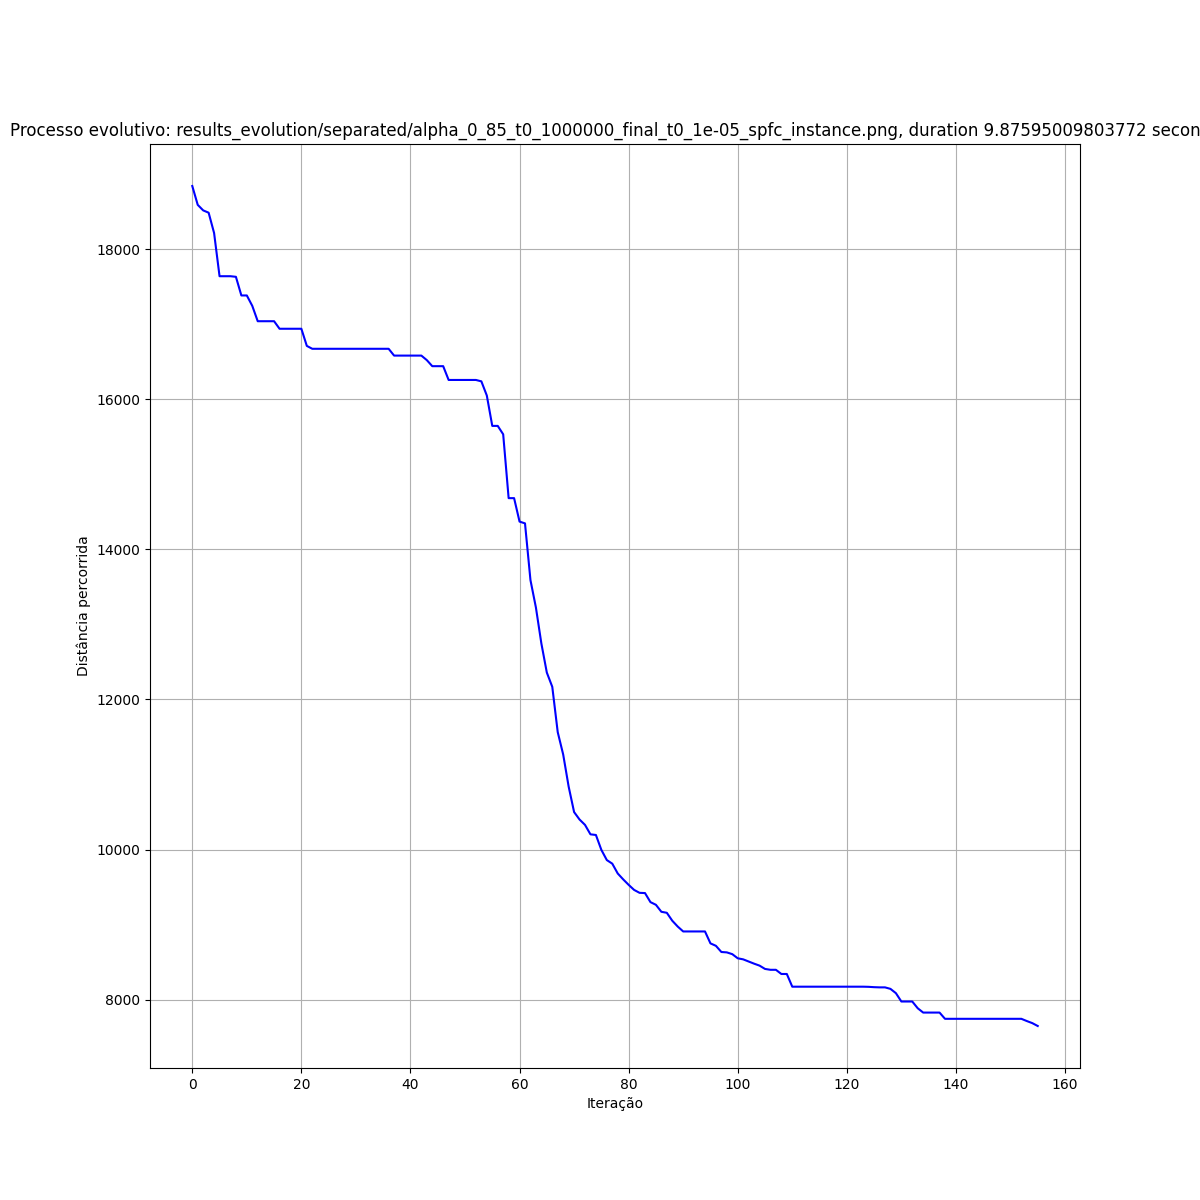 Processo evolutivo: results_evolution/separated/alpha_0_85_t0_1000000_final_t0_1e-05_spfc_instance.png, duration 9.87595009803772 secon
18000
16000
14000
12000
10000
8000
Distância percorrida
0 20 40 60 80 100 120 140 160
Iteração